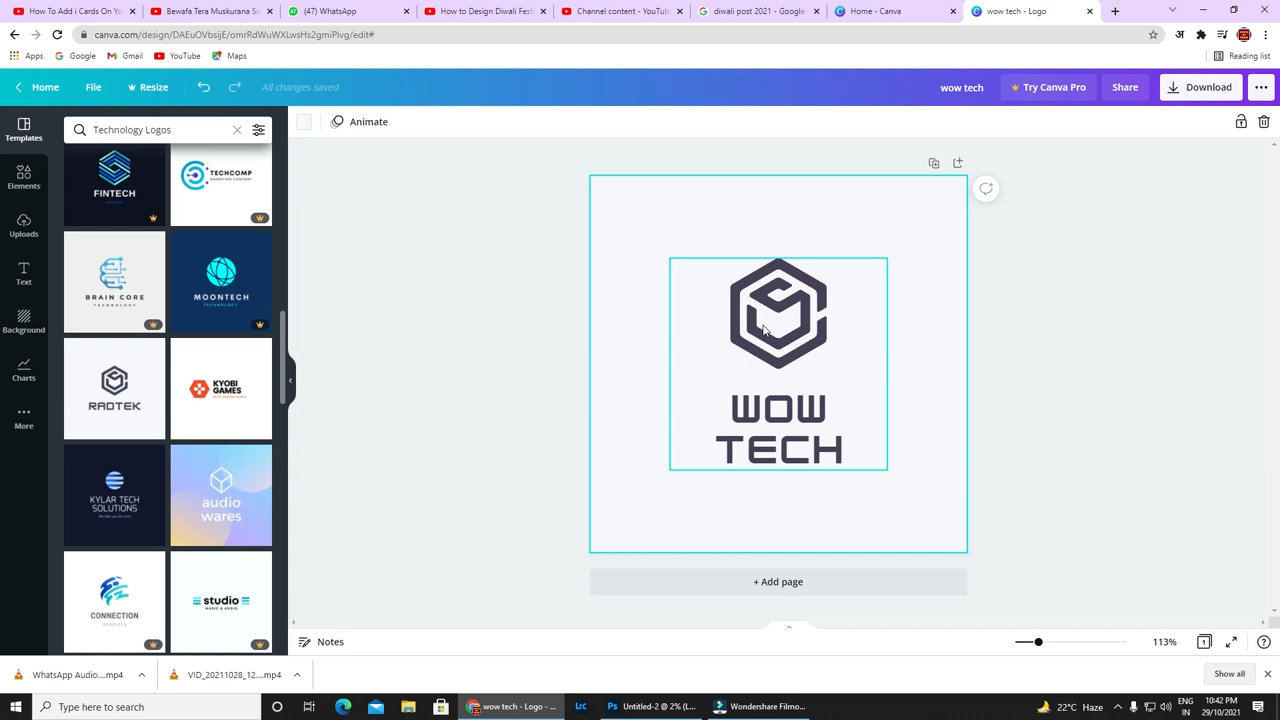 How To Add i Cards On Yo
Bewafa Tera Muskurana Sc
(47) WhatsApp
How to Design Diwali Fest
Channel content - YouTub
diwali post 2021 - Google
Home - Canva
wow tech - Logo
canva.com/design/DAEuOVbsijE/omrRdWuWXLwsHs2gmiPlvg/edit#
अ
Apps
Google
Gmail
YouTube
Maps
Reading list
Home
File
Resize
All changes saved
wow tech
Try Canva Pro
Share
Download
Templates
Elements
Uploads
Text
Background
Charts
More
Technology Logos
Animate
FINTECH
TECHCOMP
MARKETING COMPANY
BRAIN CORE
TECHNOLOGY
MOONTECH
TECHNOLOGY
RADTEK
KYOBI
GAMES
KYLAR TECH
SOLUTIONS
audio
wares
CONNECTION
SERVICES
studio
MUSIC & AUDIO
WOW
TECH
+ Add page
Notes
113%
1
WhatsApp Audio....mp4
VID_20211028_12....mp4
Show all
Type here to search
wow tech - Logo - ...
Lrc
Ps
Untitled-2 @ 2% (L...
Wondershare Filmo...
22°C Haze
ENG
IN
10:42 PM
29/10/2021